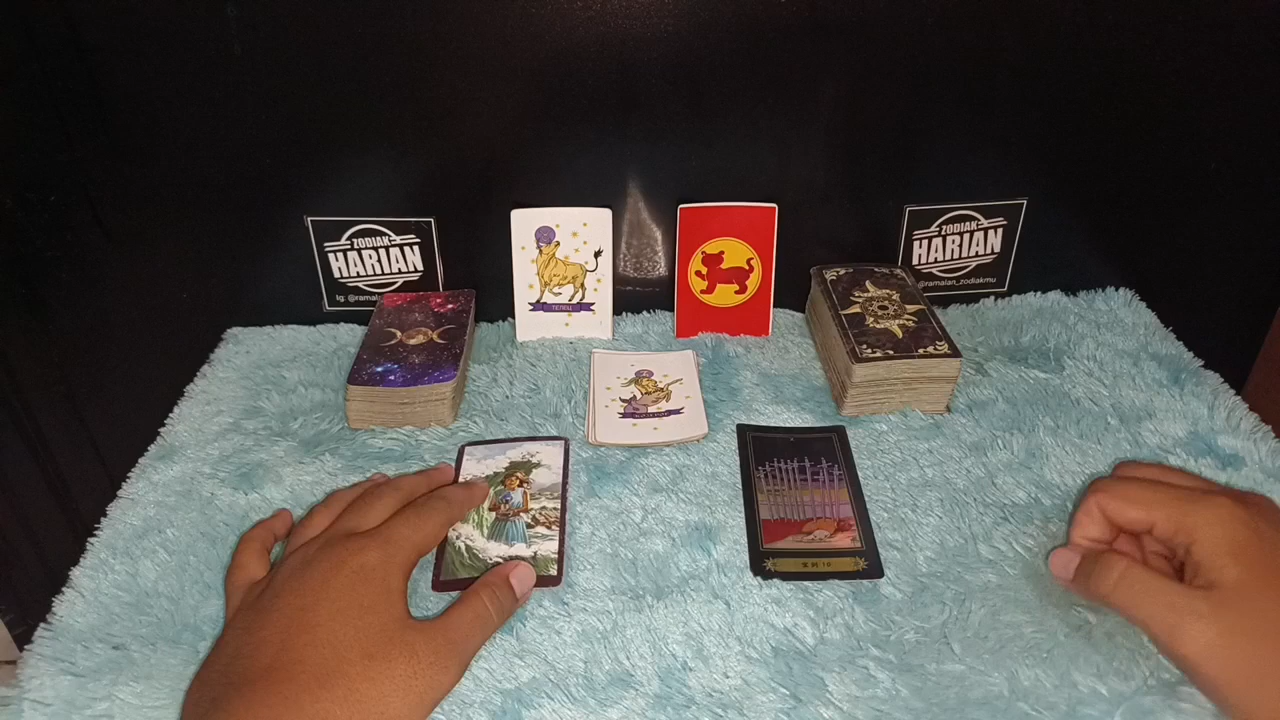 ZODIAK
HARIAN
Ig: @ramalan
ZODIAK
HARIAN
@ramalan_zodiakmu
ТЕЛЕЦ
宝剑 10